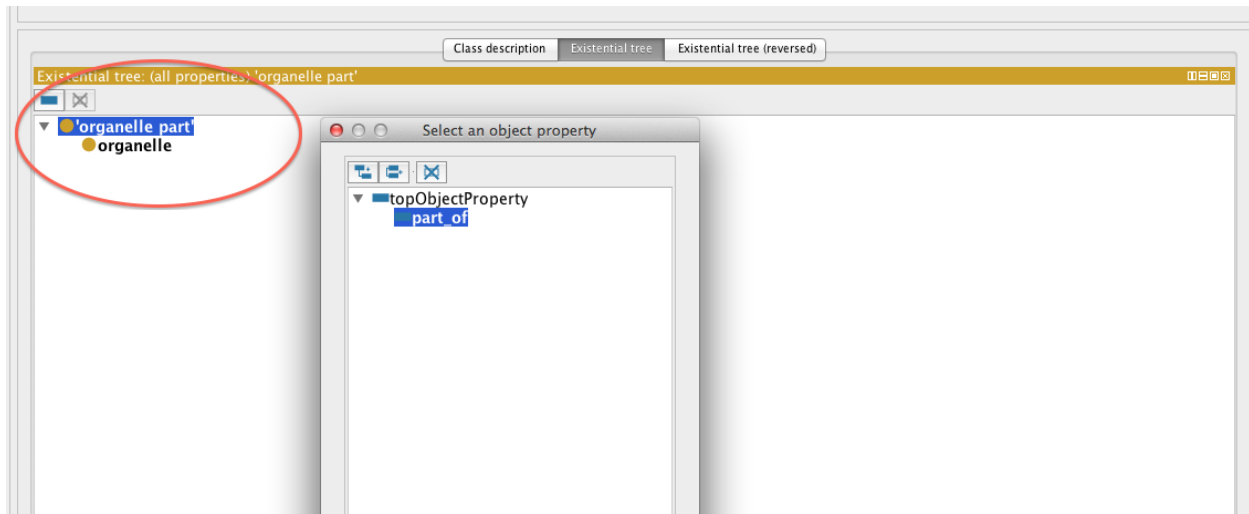 Class description Existential tree Existential tree (reversed)
Existential tree: (all properties) 'organelle part'
'organelle part'
organelle
Select an object property
topObjectProperty
part_of